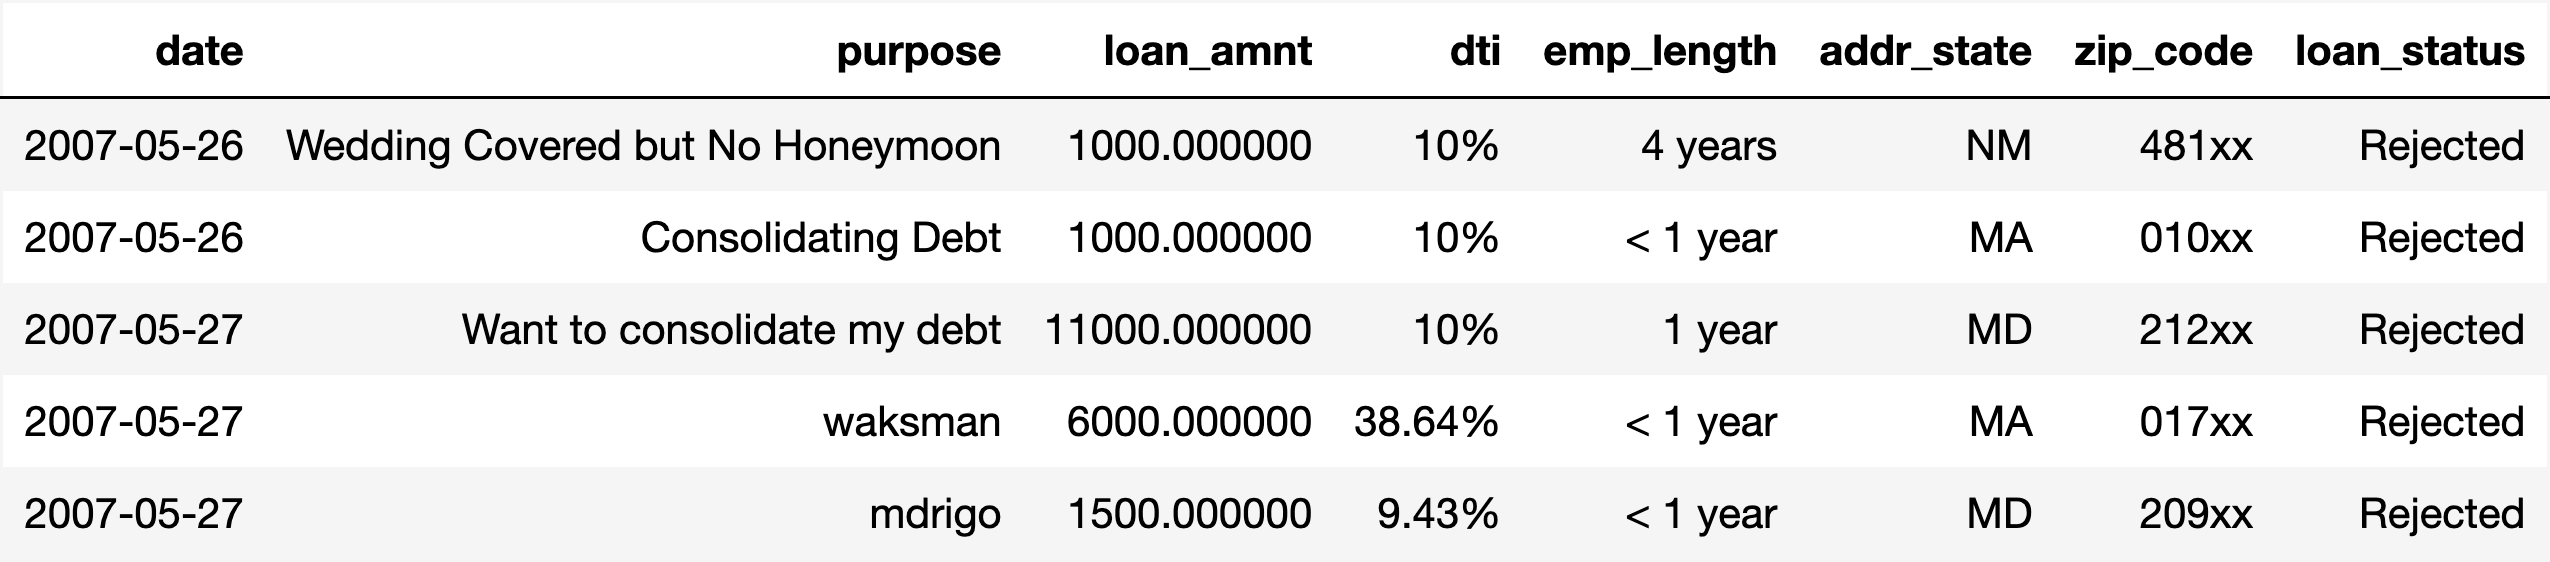 date purpose loan_amnt dti emp_length addr_state zip_code loan_status
2007-05-26 Wedding Covered but No Honeymoon 1000.000000 10% 4 years NM 481xx Rejected
2007-05-26 Consolidating Debt 1000.000000 10% < 1 year MA 010xx Rejected
2007-05-27 Want to consolidate my debt 11000.000000 10% 1 year MD 212xx Rejected
2007-05-27 waksman 6000.000000 38.64% < 1 year MA 017xx Rejected
2007-05-27 mdrigo 1500.000000 9.43% < 1 year MD 209xx Rejected